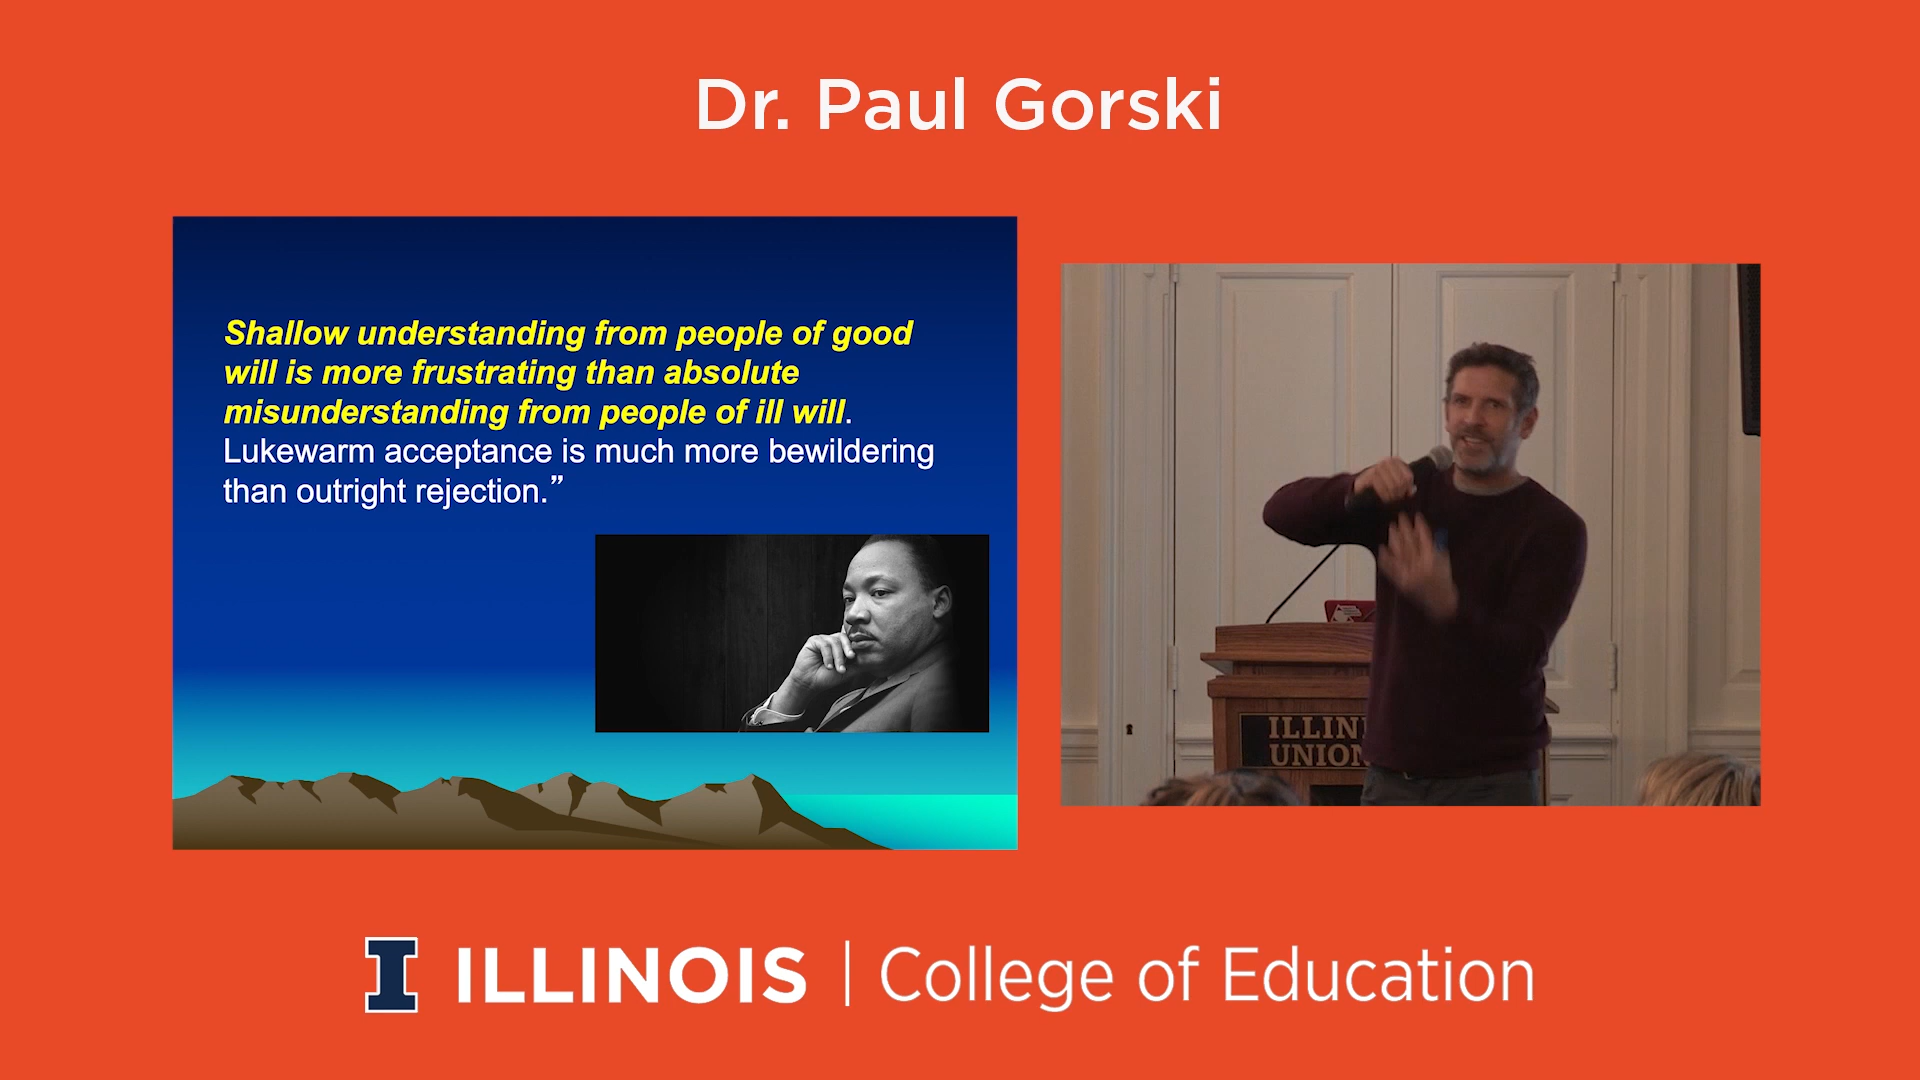 Dr. Paul Gorski
Shallow understanding from people of good
will is more frustrating than absolute
misunderstanding from people of ill will.
Lukewarm acceptance is much more bewildering
than outright rejection.”
ILLIN
UNION
I ILLINOIS | College of Education